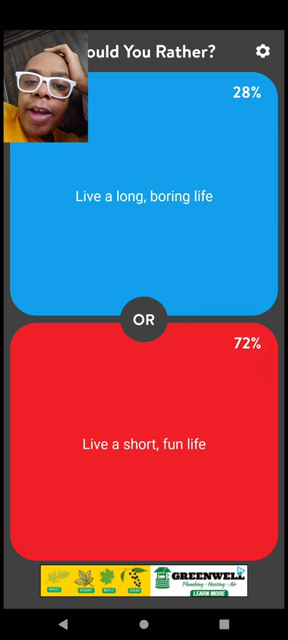 ould You Rather?
28%
Live a long, boring life
OR
72%
Live a short, fun life
GREENWELL
Plumbing • Heating • Air
LEARN MORE